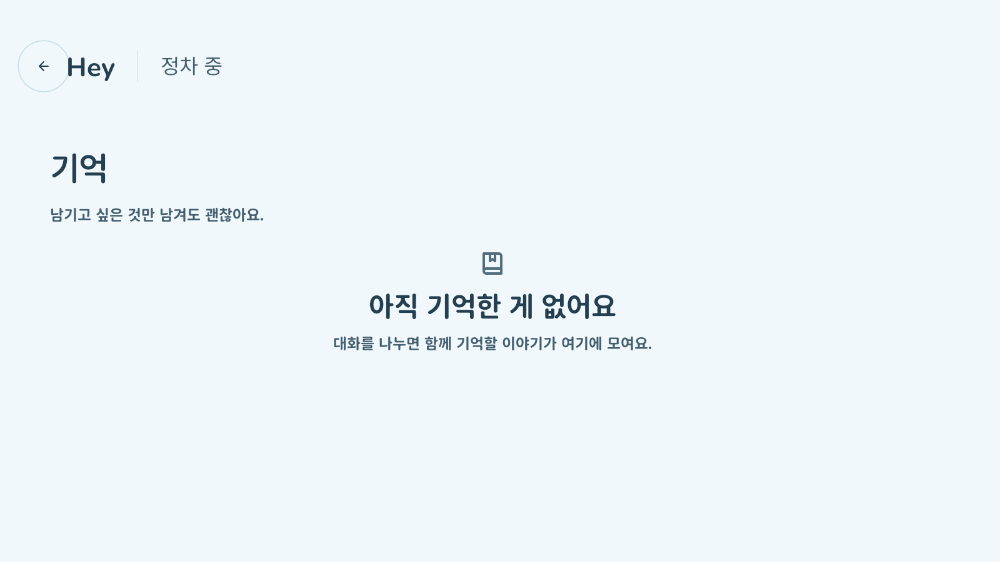 Hey 정차 중
기억
남기고 싶은 것만 남겨도 괜찮아요.
아직 기억한 게 없어요
대화를 나누면 함께 기억할 이야기가 여기에 모여요.